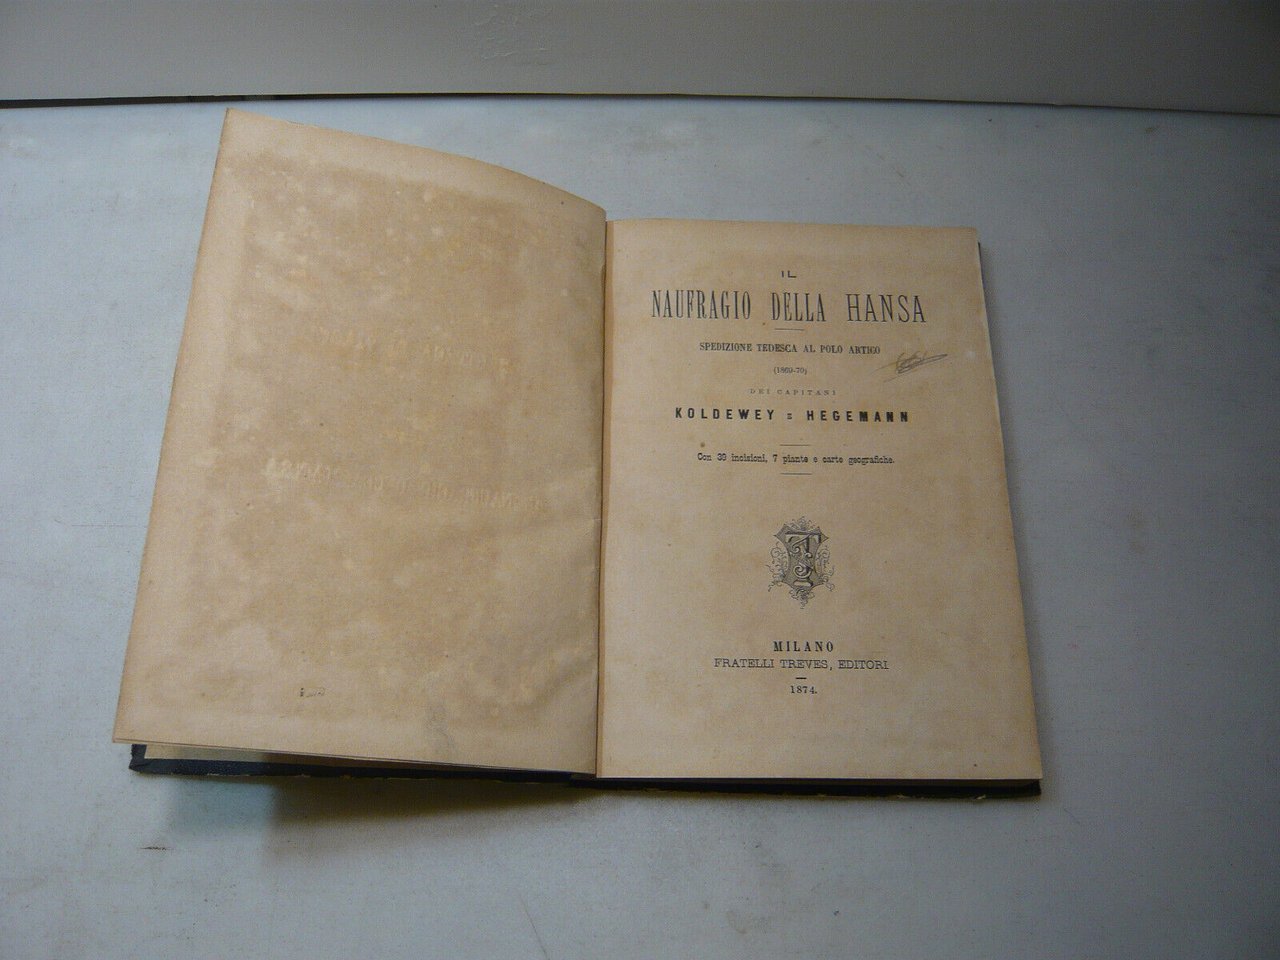 IL
NAUFRAGIO DELLA HANSA
SPEDIZIONE TEDESCA AL POLO ARTICO
(1869-70)
DEI CAPITANI
KOLDEWEY E HEGEMANN
Con 39 incisioni, 7 piante e carte geografiche.
MILANO
FRATELLI TREVES, EDITORI
1874.